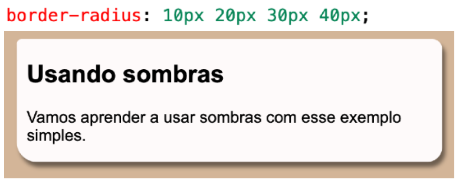 border-radius: 10px 20px 30px 40px;
Usando sombras
Vamos aprender a usar sombras com esse exemplo
simples.